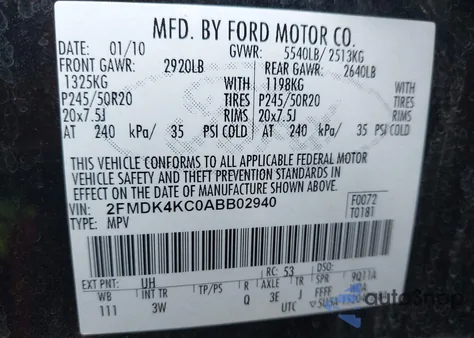 MFD. BY FORD MOTOR CO.
DATE: 01/10 GVWR: 5540LB/ 2513KG
FRONT GAWR: 2920LB REAR GAWR: 2640LB
1325KG WITH 1198KG WITH
P245/50R20 TIRES P245/50R20 TIRES
20x7.5J RIMS 20x7.5J RIMS
AT 240 kPa/ 35 PSI COLD AT 240 kPa/ 35 PSI COLD
THIS VEHICLE CONFORMS TO ALL APPLICABLE FEDERAL MOTOR
VEHICLE SAFETY AND THEFT PREVENTION STANDARDS IN
EFFECT ON THE DATE OF MANUFACTURE SHOWN ABOVE.
VIN: 2FMDK4KC0ABB02940 F0072
TYPE: MPV T018T
EXT PNT: UH RC: 53 DSO:
WB INT TR TP/PS R AXLE TR SPR 9Q11A
111 3W Q 3E J FFFF
UTC
autoSnap